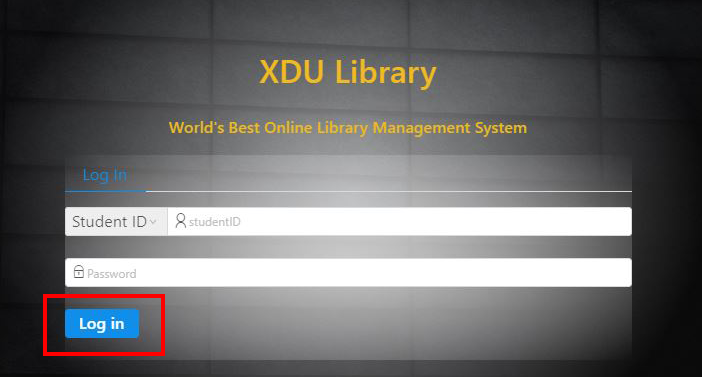 XDU Library
World's Best Online Library Management System
Log In
Student ID studentID
Password
Log in